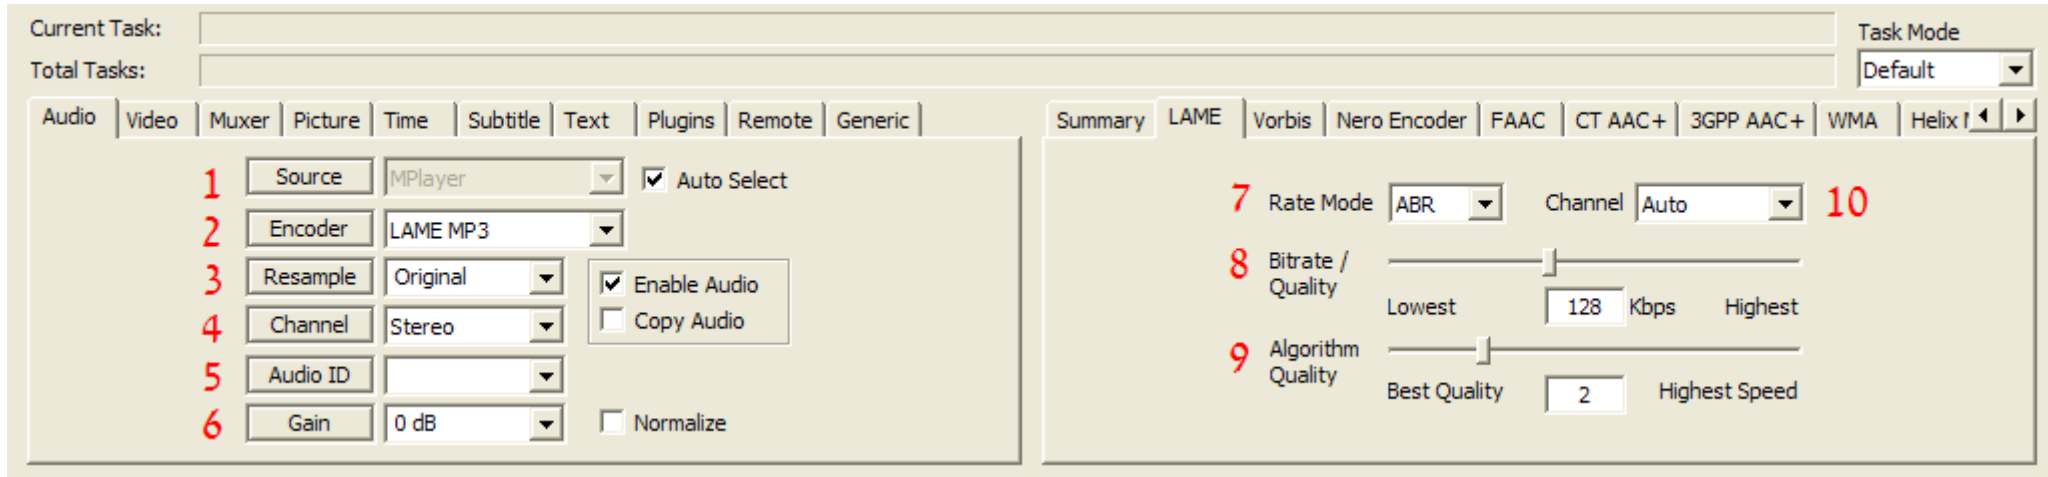 Current Task:
Task Mode
Total Tasks:
Default
Audio Video Muxer Picture Time Subtitle Text Plugins Remote Generic
Summary LAME Vorbis Nero Encoder FAAC CT AAC+ 3GPP AAC+ WMA Helix
1 Source MPlayer Auto Select
2 Encoder LAME MP3
3 Resample Original Enable Audio
4 Channel Stereo Copy Audio
5 Audio ID
6 Gain 0 dB Normalize
7 Rate Mode ABR Channel Auto 10
8 Bitrate /
Quality
Lowest 128 Kbps Highest
9 Algorithm
Quality
Best Quality 2 Highest Speed